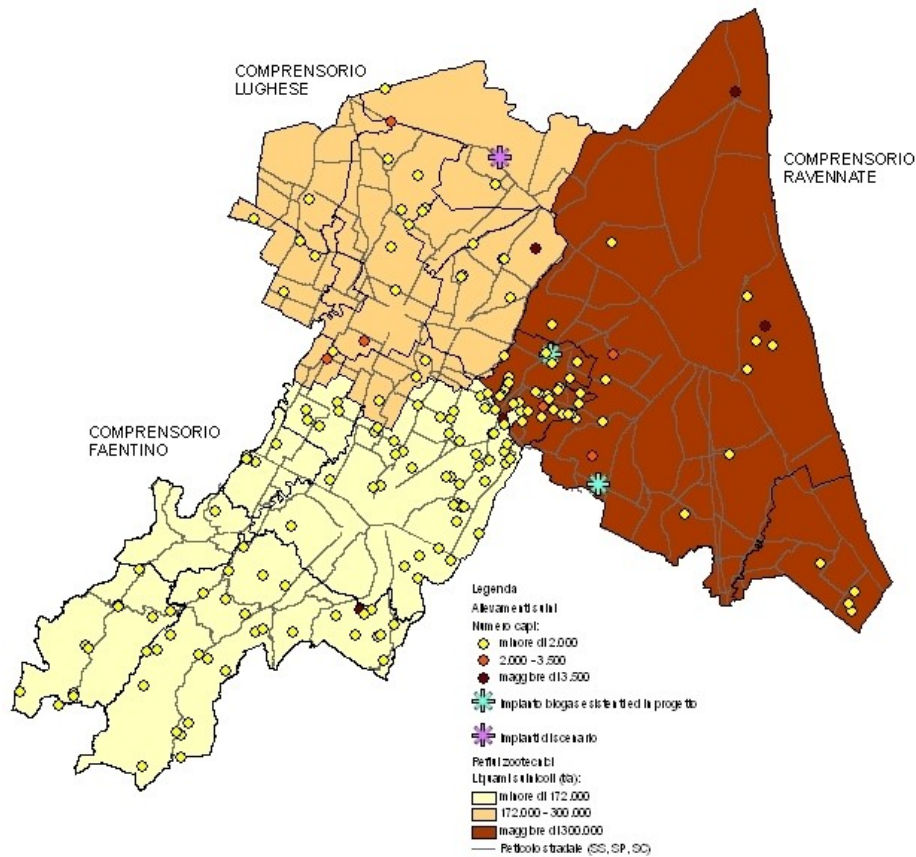 COMPRENSORIO
LUGHESE
COMPRENSORIO
RAVENNATE
COMPRENSORIO
FAENTINO
Legenda
Allevamenti suini
Numero capi:
minore di 2.000
2.000 - 3.500
maggiore di 3.500
Impianto biogas esistenti ed in progetto
Impianti di scenario
Reflui zootecnici
Liquami suinicoli (t/a):
minore di 172.000
172.000 - 300.000
maggiore di 300.000
Reticolo stradale (SS, SP, SC)